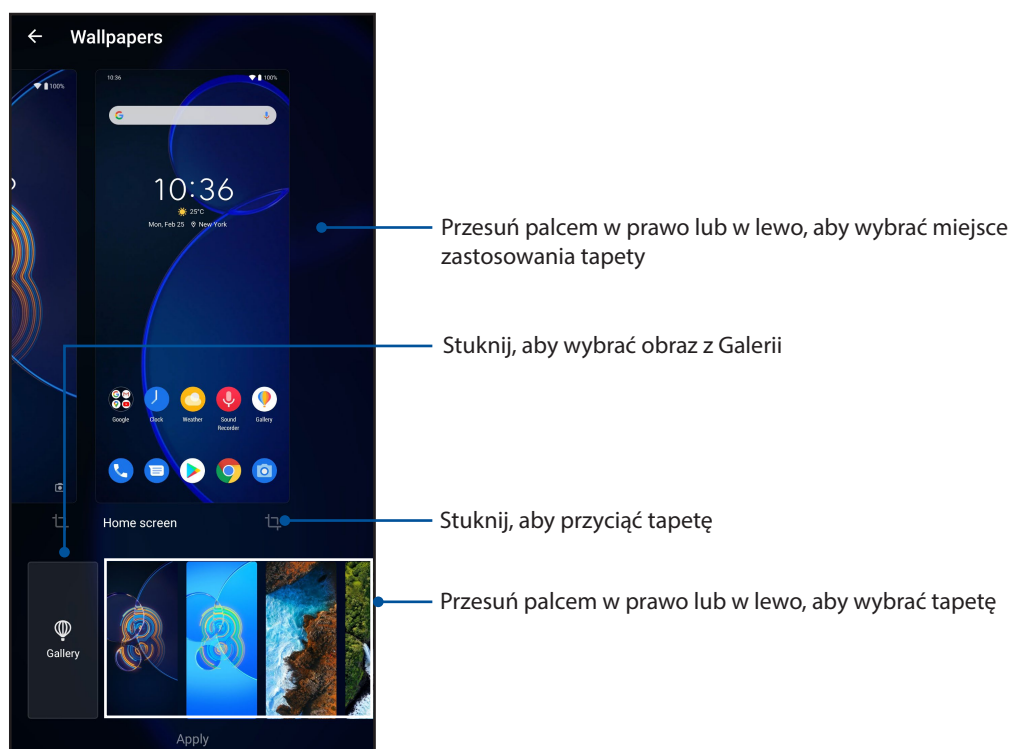 Wallpapers
100%
10:36
100%
10:36
25°C
Mon, Feb 25 New York
Przesuń palcem w prawo lub w lewo, aby wybrać miejsce
zastosowania tapety
Stuknij, aby wybrać obraz z Galerii
Google Clock Weather Sound Gallery
Recorder
Home screen
Stuknij, aby przyciąć tapetę
Przesuń palcem w prawo lub w lewo, aby wybrać tapetę
Gallery
Apply